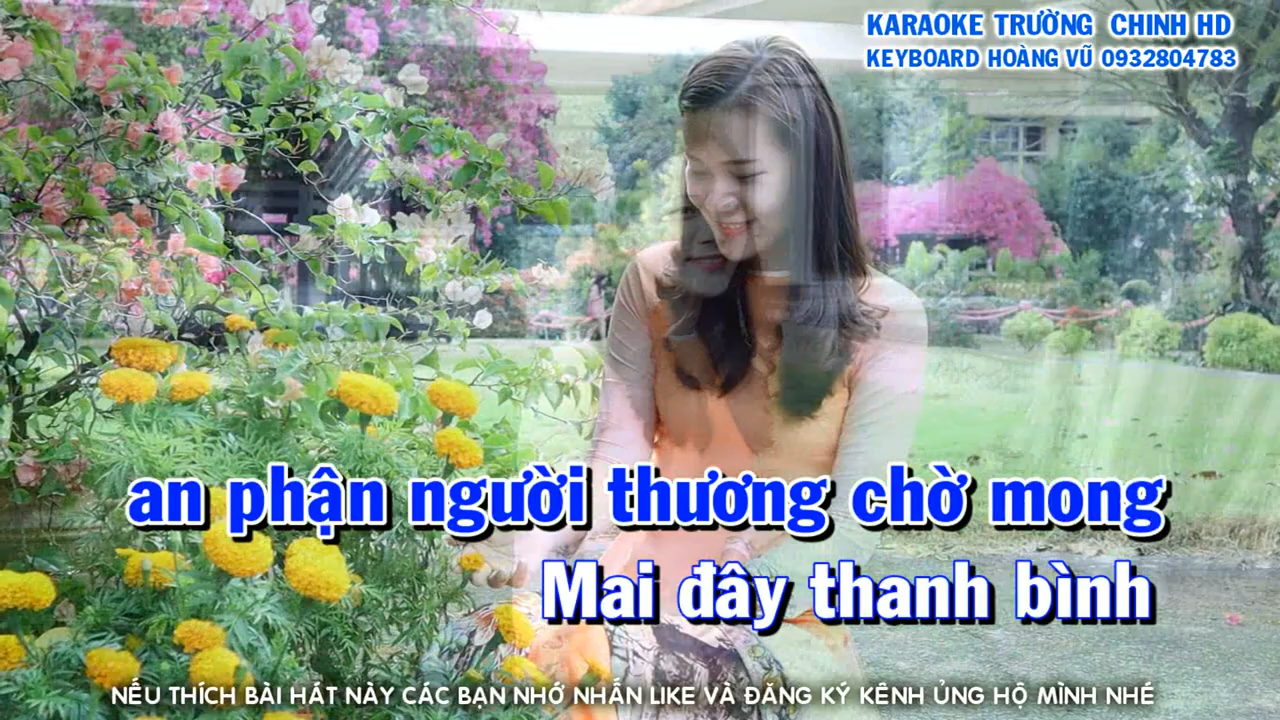 KARAOKE TRƯỜNG CHINH HD
KEYBOARD HOÀNG VŨ 0932804783
an phận người thương chờ mong
Mai đây thanh bình
NẾU THÍCH BÀI HÁT NÀY CÁC BẠN NHỚ NHẤN LIKE VÀ ĐĂNG KÝ KÊNH ỦNG HỘ MÌNH NHÉ